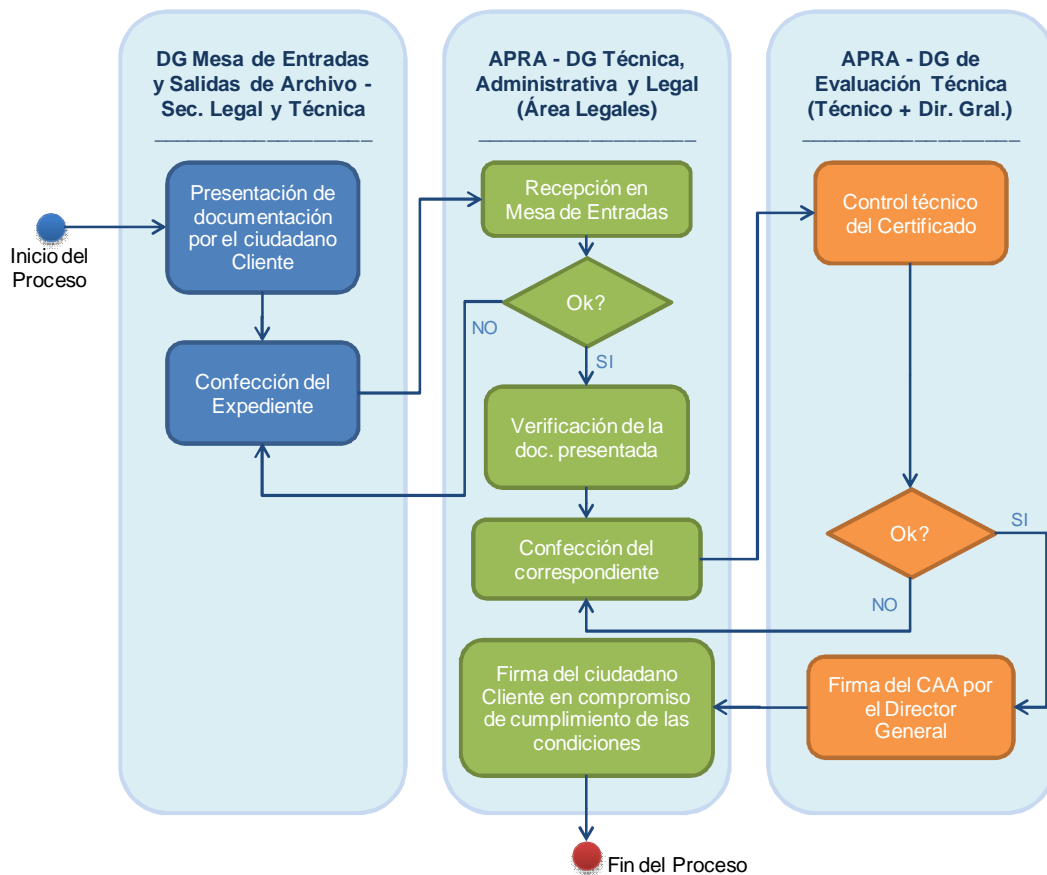 DG Mesa de Entradas
y Salidas de Archivo -
Sec. Legal y Técnica
Inicio del
Proceso
Presentación de
documentación
por el ciudadano
Cliente
Confección del
Expediente
APRA - DG Técnica,
Administrativa y Legal
(Área Legales)
Recepción en
Mesa de Entradas
Ok?
NO
SI
Verificación de la
doc. presentada
Confección del
correspondiente
Firma del ciudadano
Cliente en compromiso
de cumplimiento de las
condiciones
Fin del Proceso
APRA - DG de
Evaluación Técnica
(Técnico + Dir. Gral.)
Control técnico
del Certificado
Ok?
SI
NO
Firma del CAA por
el Director
General